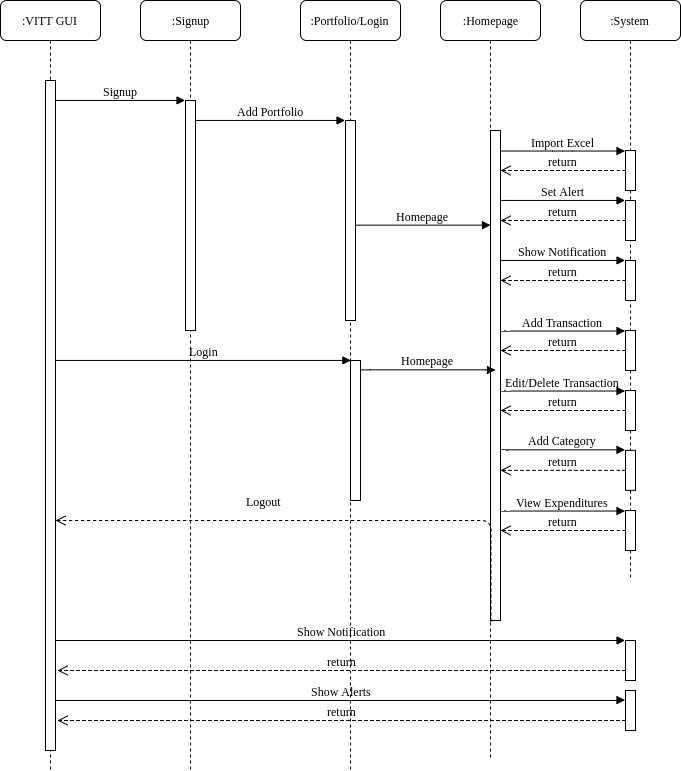 :VITT GUI
:Signup
:Portfolio/Login
:Homepage
:System
Signup
Add Portfolio
Import Excel
return
Set Alert
return
Homepage
Show Notification
return
Add Transaction
return
Login
Homepage
Edit/Delete Transaction
return
Add Category
return
Logout
View Expenditures
return
Show Notification
return
Show Alerts
return